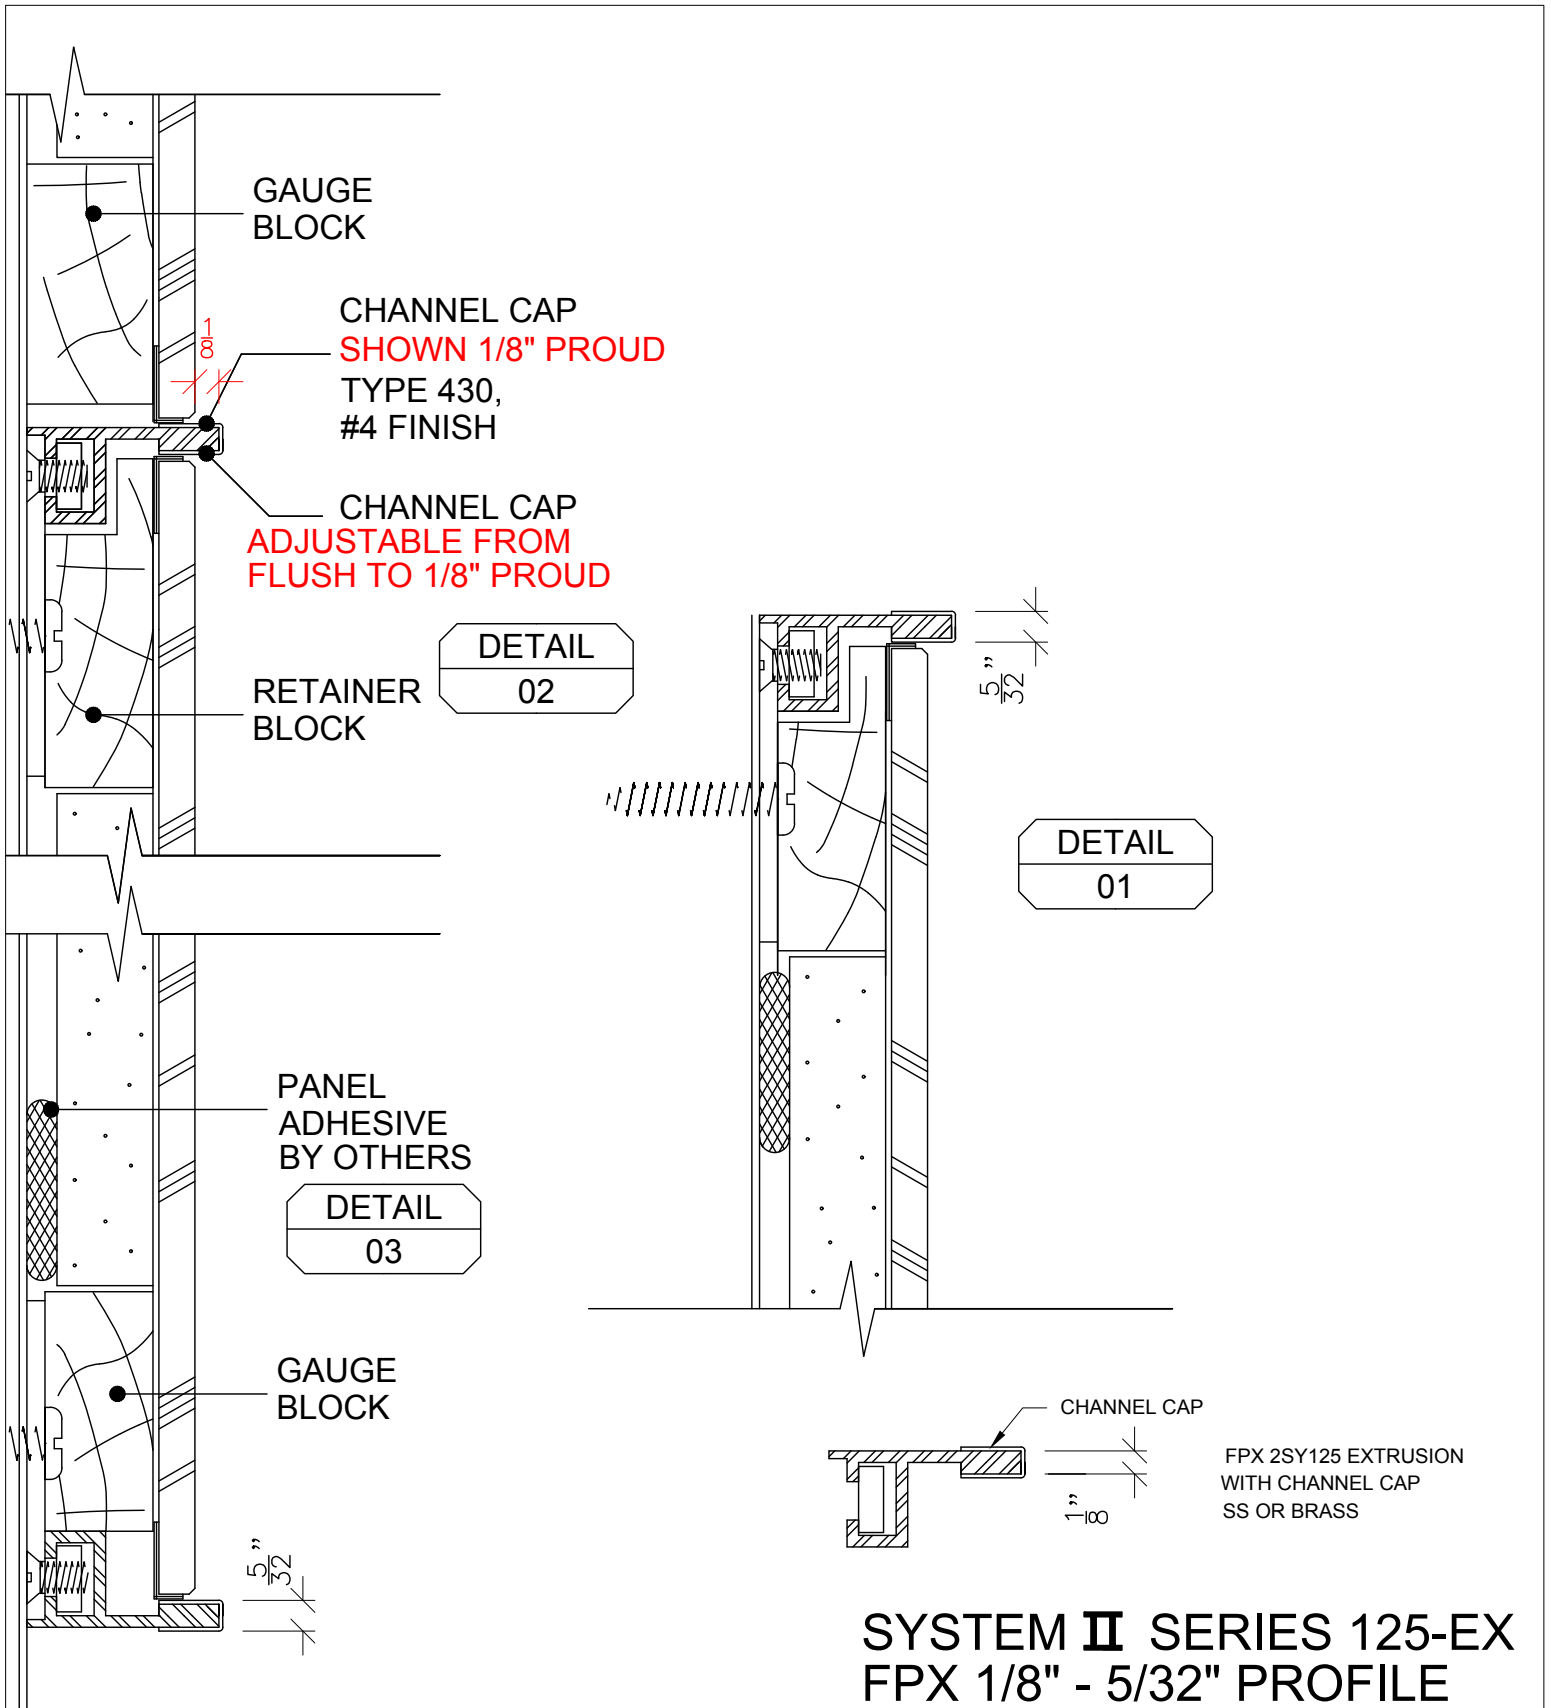 GAUGE
BLOCK
CHANNEL CAP
SHOWN 1/8" PROUD
TYPE 430,
#4 FINISH
1/8
CHANNEL CAP
ADJUSTABLE FROM
FLUSH TO 1/8" PROUD
DETAIL
02
RETAINER
BLOCK
5/32"
DETAIL
01
PANEL
ADHESIVE
BY OTHERS
DETAIL
03
GAUGE
BLOCK
5/32"
CHANNEL CAP
1/8"
FPX 2SY125 EXTRUSION
WITH CHANNEL CAP
SS OR BRASS
SYSTEM II SERIES 125-EX
FPX 1/8" - 5/32" PROFILE